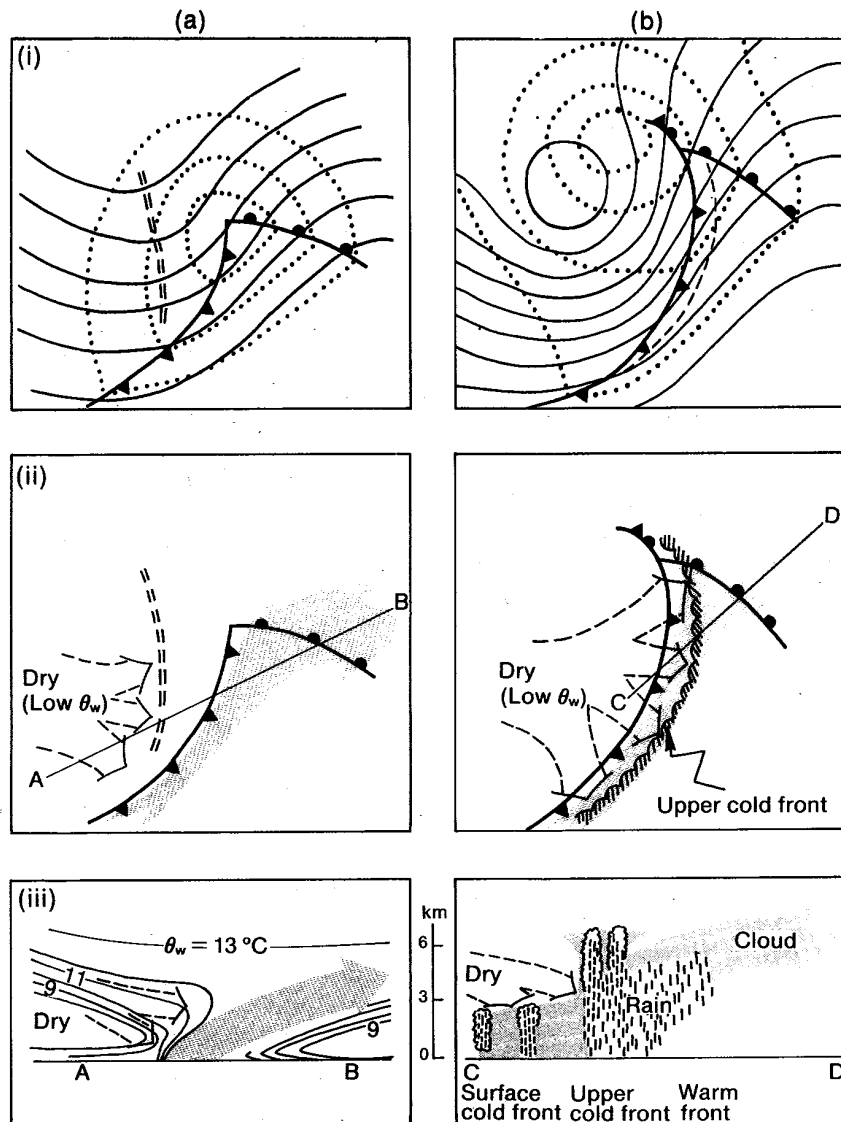 (a)
(b)
(i)
(ii)
B
A
Dry
(Low θw)
D
C
Dry
(Low θw)
Upper cold front
(iii)
θw = 13 °C
11
9
Dry
9
A
B
km
6
3
0
Dry
Cloud
Rain
C
D
Surface cold front
Upper cold front
Warm front